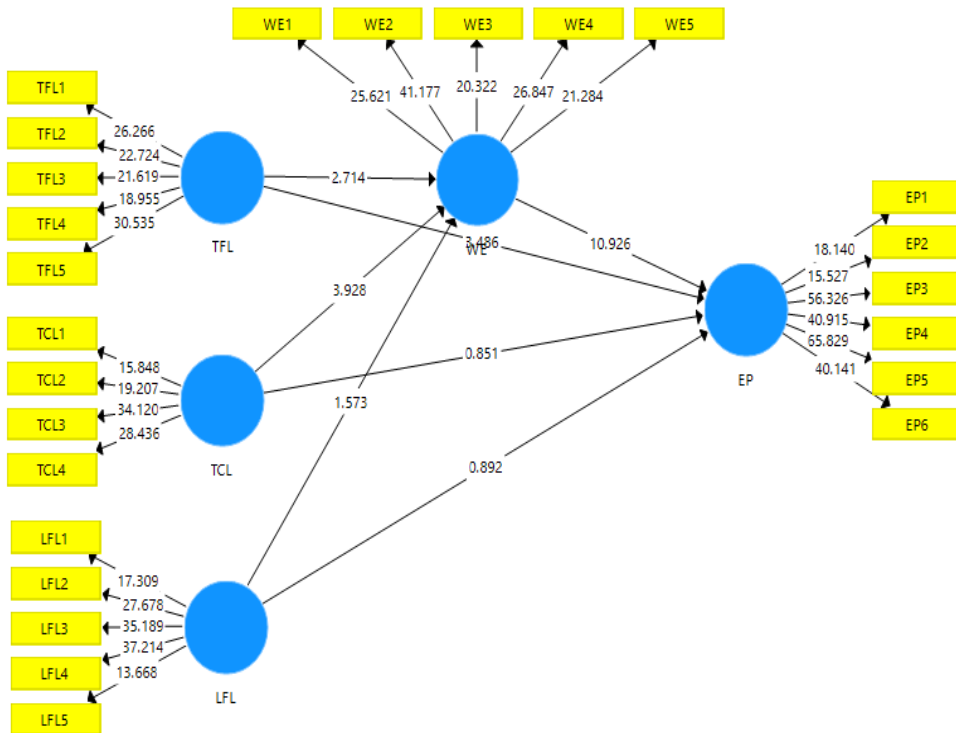 WE1
WE2
WE3
WE4
WE5
25.621
41.177
20.322
26.847
21.284
TFL1
TFL2
TFL3
TFL4
TFL5
26.266
22.724
21.619
18.955
30.535
TFL
2.714
3.486
WE
10.926
3.928
0.851
1.573
0.892
EP1
EP2
EP3
EP4
EP5
EP6
18.140
15.527
56.326
40.915
65.829
40.141
EP
TCL1
TCL2
TCL3
TCL4
15.848
19.207
34.120
28.436
TCL
LFL1
LFL2
LFL3
LFL4
LFL5
17.309
27.678
35.189
37.214
13.668
LFL